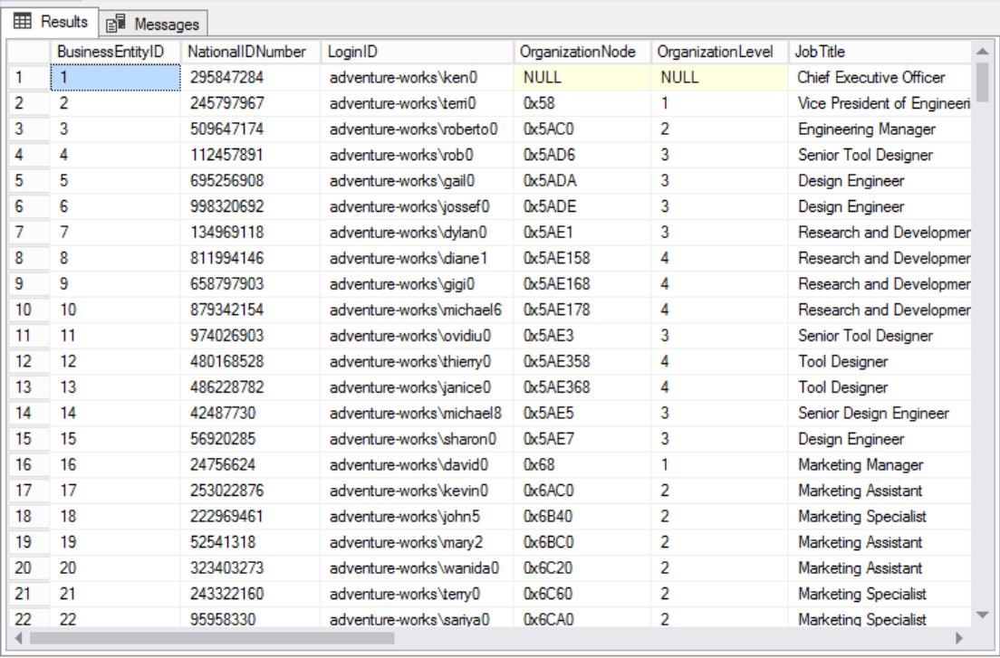 Results Messages
BusinessEntityID NationalIDNumber LoginID OrganizationNode OrganizationLevel JobTitle
1 1 295847284 adventure-works\ken0 NULL NULL Chief Executive Officer
2 2 245797967 adventure-works\terri0 0x58 1 Vice President of Engineeri
3 3 509647174 adventure-works\roberto0 0x5AC0 2 Engineering Manager
4 4 112457891 adventure-works\rob0 0x5AD6 3 Senior Tool Designer
5 5 695256908 adventure-works\gail0 0x5ADA 3 Design Engineer
6 6 998320692 adventure-works\jossef0 0x5ADE 3 Design Engineer
7 7 134969118 adventure-works\dylan0 0x5AE1 3 Research and Developmer
8 8 811994146 adventure-works\diane1 0x5AE158 4 Research and Developmer
9 9 658797903 adventure-works\gigi0 0x5AE168 4 Research and Developmer
10 10 879342154 adventure-works\michael6 0x5AE178 4 Research and Developmer
11 11 974026903 adventure-works\ovidiu0 0x5AE3 3 Senior Tool Designer
12 12 480168528 adventure-works\thierry0 0x5AE358 4 Tool Designer
13 13 486228782 adventure-works\janice0 0x5AE368 4 Tool Designer
14 14 42487730 adventure-works\michael8 0x5AE5 3 Senior Design Engineer
15 15 56920285 adventure-works\sharon0 0x5AE7 3 Design Engineer
16 16 24756624 adventure-works\david0 0x68 1 Marketing Manager
17 17 253022876 adventure-works\kevin0 0x6AC0 2 Marketing Assistant
18 18 222969461 adventure-works\john5 0x6B40 2 Marketing Specialist
19 19 52541318 adventure-works\mary2 0x6BC0 2 Marketing Assistant
20 20 323403273 adventure-works\wanida0 0x6C20 2 Marketing Assistant
21 21 243322160 adventure-works\terry0 0x6C60 2 Marketing Specialist
22 22 95958330 adventure-works\sariya0 0x6CA0 2 Marketing Specialist